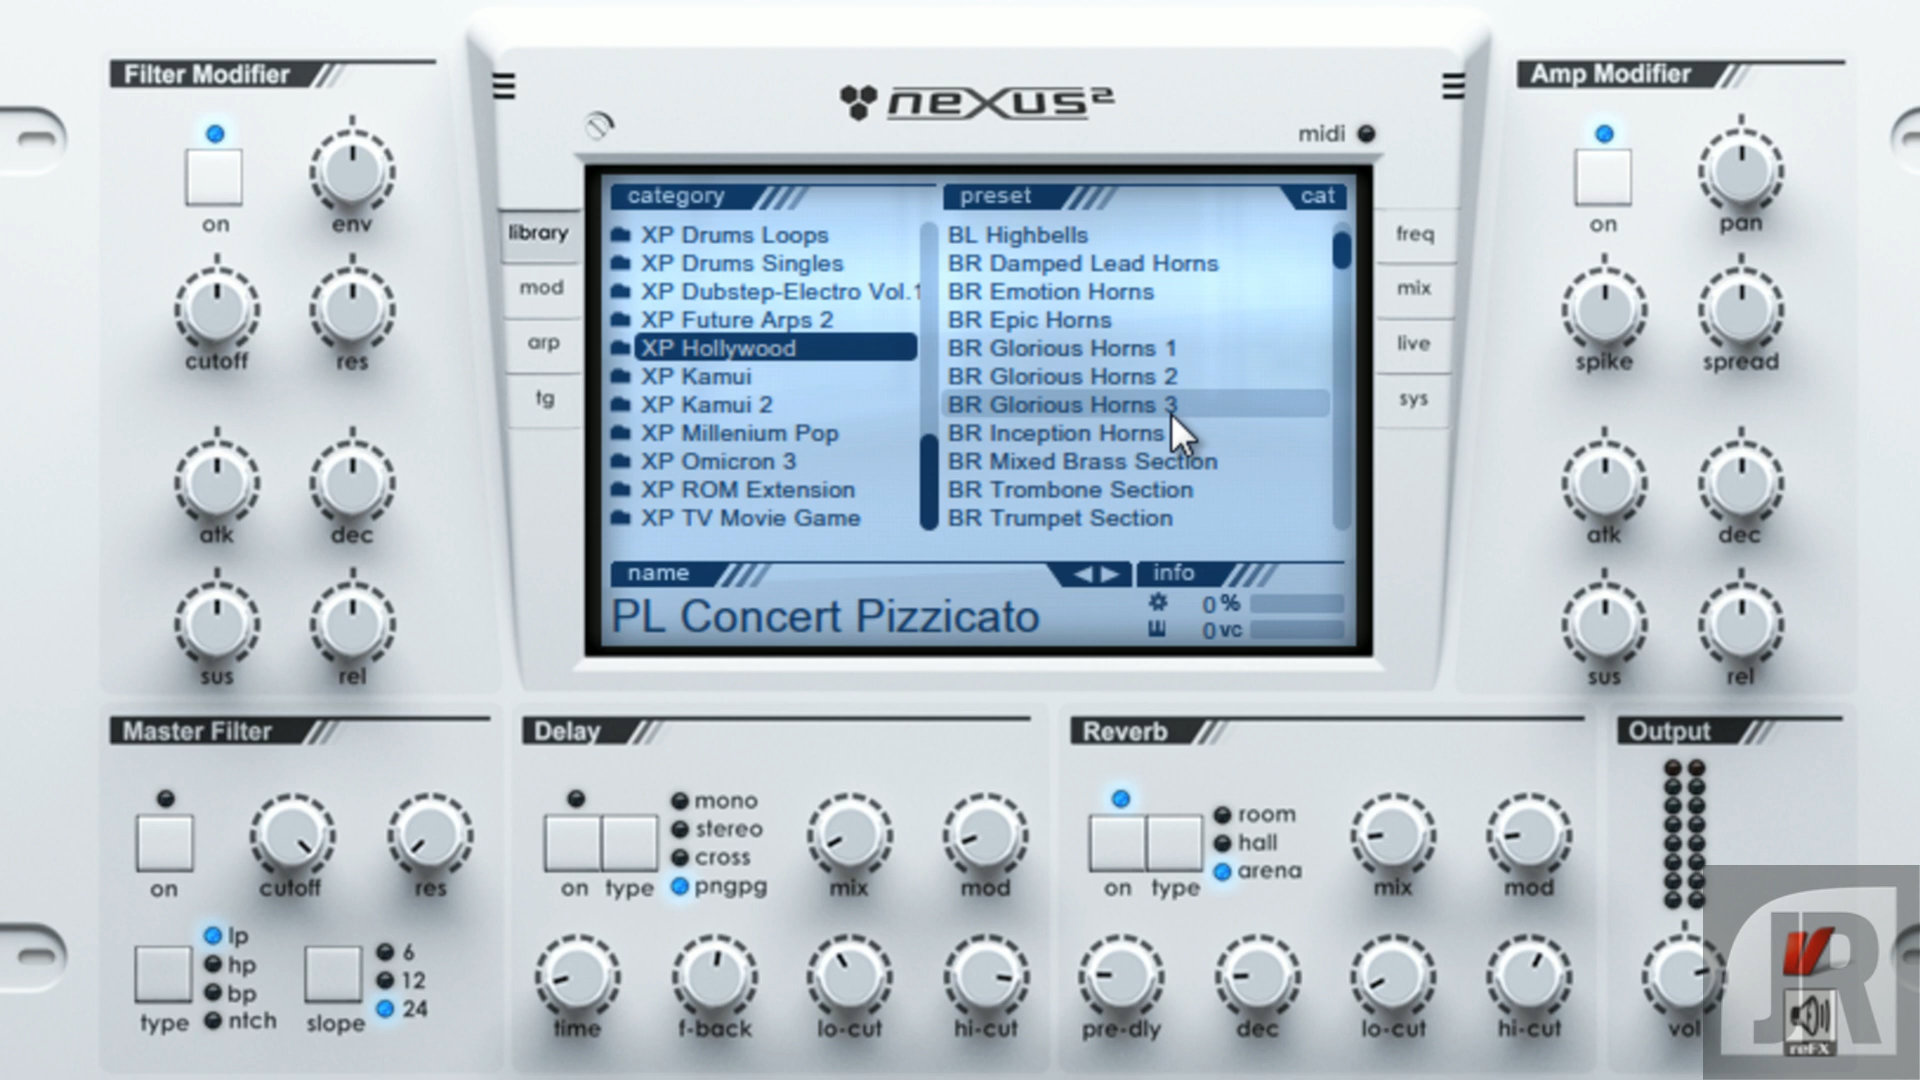 Filter Modifier
on
env
cutoff
res
atk
dec
sus
rel
nexus²
midi
library
mod
arp
tg
category
XP Drums Loops
XP Drums Singles
XP Dubstep-Electro Vol.1
XP Future Arps 2
XP Hollywood
XP Kamui
XP Kamui 2
XP Millenium Pop
XP Omicron 3
XP ROM Extension
XP TV Movie Game
preset
cat
BL Highbells
BR Damped Lead Horns
BR Emotion Horns
BR Epic Horns
BR Glorious Horns 1
BR Glorious Horns 2
BR Glorious Horns 3
BR Inception Horns
BR Mixed Brass Section
BR Trombone Section
BR Trumpet Section
name
PL Concert Pizzicato
info
0 %
0 vc
freq
mix
live
sys
Amp Modifier
on
pan
spike
spread
atk
dec
sus
rel
Master Filter
on
cutoff
res
type
lp
hp
bp
ntch
slope
6
12
24
Delay
on
type
mono
stereo
cross
pngpg
mix
mod
time
f-back
lo-cut
hi-cut
Reverb
on
type
room
hall
arena
mix
mod
pre-dly
dec
lo-cut
hi-cut
Output
vol
JR
reFX